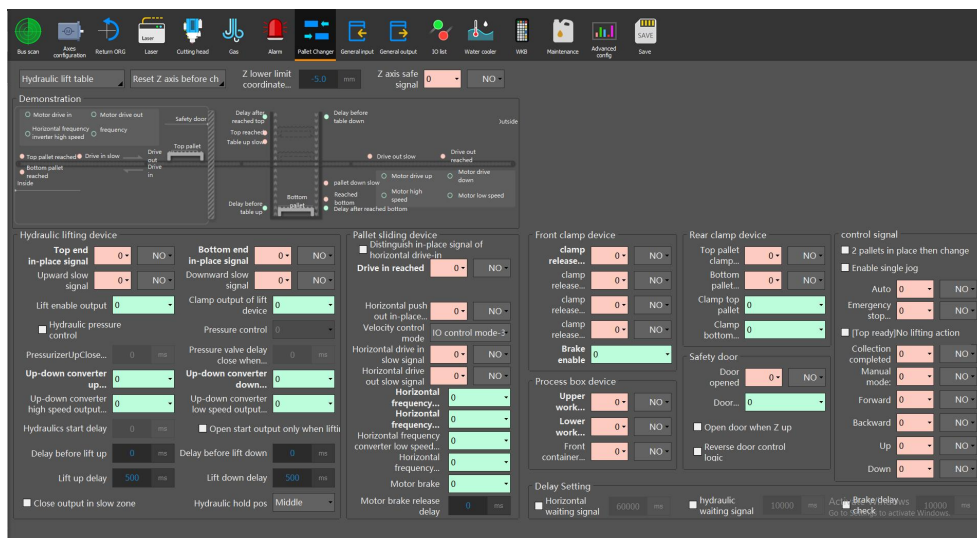 Bus scan
Axes
configuration
Return ORG
Laser
Laser
Cutting head
Gas
Alarm
Pallet Changer
General input
General output
IO list
Water cooler
WKB
Maintenance
Advanced
config
SAVE
Save
Hydraulic lift table
Reset Z axis before ch
Z lower limit
coordinate...
-5.0 mm
Z axis safe
signal
0 NO
Demonstration
Motor drive in
Motor drive out
Horizontal frequency
inverter high speed
frequency
Safety door
Top pallet
Top pallet reached
Drive in slow
Drive
out
Drive
in
Bottom pallet
reached
Inside
Delay after
reached top
Top reached
Table up slow
Delay before
table down
Drive out slow
Drive out
reached
pallet down slow
Reached
bottom
Delay after reached bottom
Bottom
pallet
Delay before
table up
Motor drive up
Motor drive
down
Motor high
speed
Motor low speed
Hydraulic lifting device
Top end
in-place signal
0 NO
Bottom end
in-place signal
0 NO
Upward slow
signal
0 NO
Downward slow
signal
0 NO
Lift enable output 0
Clamp output of lift
device
0
Hydraulic pressure
control
Pressure control 0
PressurizerUpClose... 0 ms
Pressure valve delay
close when...
0 ms
Up-down converter
up...
0
Up-down converter
down...
0
Up-down converter
high speed output...
0
Up-down converter
low speed output...
0
Hydraulics start delay 0 ms
Open start output only when liftin
Delay before lift up 0 ms
Delay before lift down 0 ms
Lift up delay 500 ms
Lift down delay 500 ms
Close output in slow zone
Hydraulic hold pos Middle
Pallet sliding device
Distinguish in-place signal of
horizontal drive-in
Drive in reached 0 NO
Horizontal push
out in-place...
0 NO
Velocity control
mode
IO control mode-3
Horizontal drive in
slow signal
0 NO
Horizontal drive
out slow signal
0 NO
Horizontal
frequency...
0
Horizontal
frequency...
0
Horizontal frequency
converter low speed...
0
Horizontal
frequency...
0
Motor brake 0
Motor brake release
delay
0 ms
Front clamp device
clamp
release...
0 NO
clamp
release...
0 NO
clamp
release...
0 NO
clamp
release...
0 NO
Brake
enable
0
Process box device
Upper
work...
0 NO
Lower
work...
0 NO
Front
container...
0 NO
Rear clamp device
Top pallet
clamp...
0 NO
Bottom
pallet...
0 NO
Clamp top
pallet
0
Clamp
bottom...
0
Safety door
Door
opened
0 NO
Door... 0
Open door when Z up
Reverse door control
logic
control signal
2 pallets in place then change
Enable single jog
Auto 0 NO
Emergency
stop...
0 NO
[Top ready]No lifting action
Collection
completed
0 NO
Manual
mode:
0 NO
Forward 0 NO
Backward 0 NO
Up 0 NO
Down 0 NO
Delay Setting
Horizontal
waiting signal
60000 ms
hydraulic
waiting signal
10000 ms
Brake delay
check
10000 ms
Go to Settings to activate Windows.